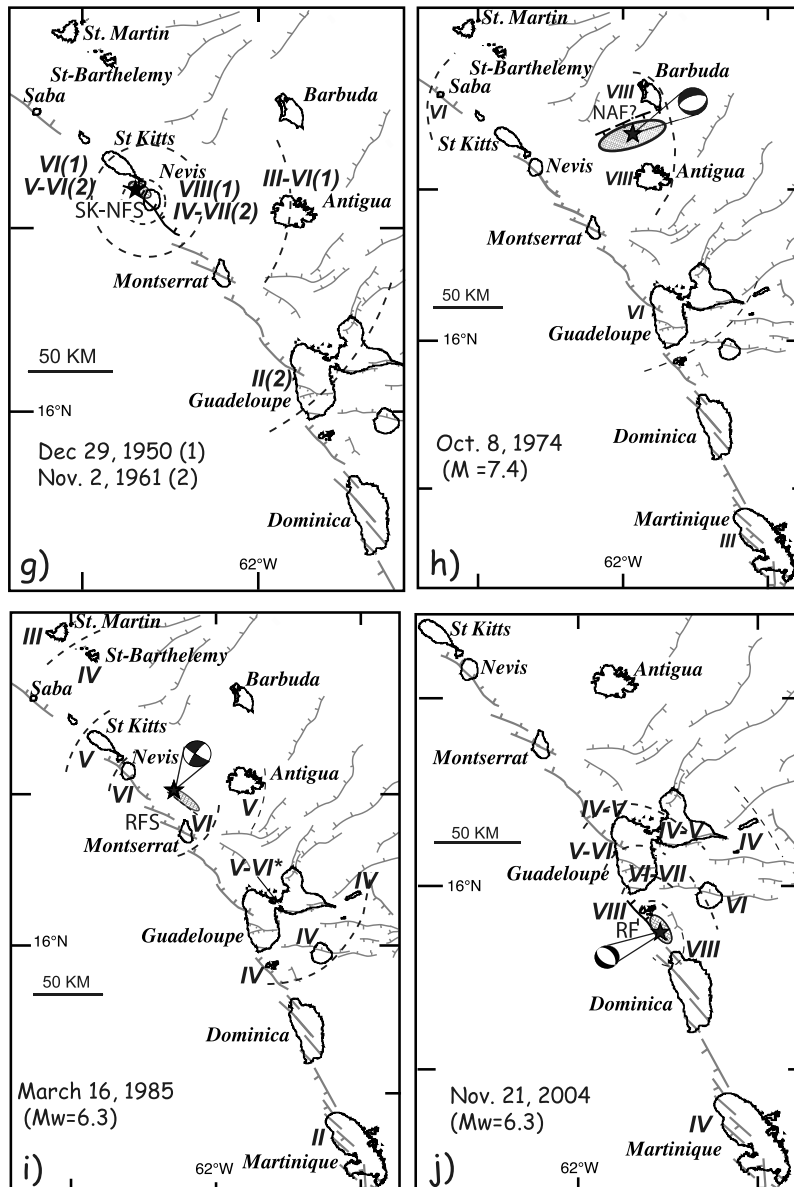 St. Martin
St-Barthelemy
Saba
Barbuda
St Kitts
VI(1)
Nevis
V-VI(2)
VIII(1)
III-VI(1)
SK-NFS
IV-VII(2)
Antigua
Montserrat
50 KM
II(2)
Guadeloupe
16°N
Dec 29, 1950 (1)
Nov. 2, 1961 (2)
Dominica
62°W
g)
St. Martin
St-Barthelemy
Barbuda
Saba
VIII
VI
NAF?
St Kitts
Nevis
VIII
Antigua
Montserrat
50 KM
VI
16°N
Guadeloupe
Oct. 8, 1974
(M =7.4)
Dominica
Martinique
III
62°W
h)
St. Martin
III
St-Barthelemy
IV
Saba
Barbuda
St Kitts
V
Nevis
VI
Antigua
V
RFS
VI
Montserrat
V-VI*
IV
Guadeloupe
IV
16°N
IV
50 KM
Dominica
March 16, 1985
(Mw=6.3)
II
Martinique
62°W
i)
St Kitts
Nevis
Antigua
Montserrat
IV-V
IV-V
50 KM
IV
V-VI
Guadeloupe
VI-VII
16°N
VIII
VI
RF
VIII
Dominica
Nov. 21, 2004
(Mw=6.3)
IV
Martinique
62°W
j)